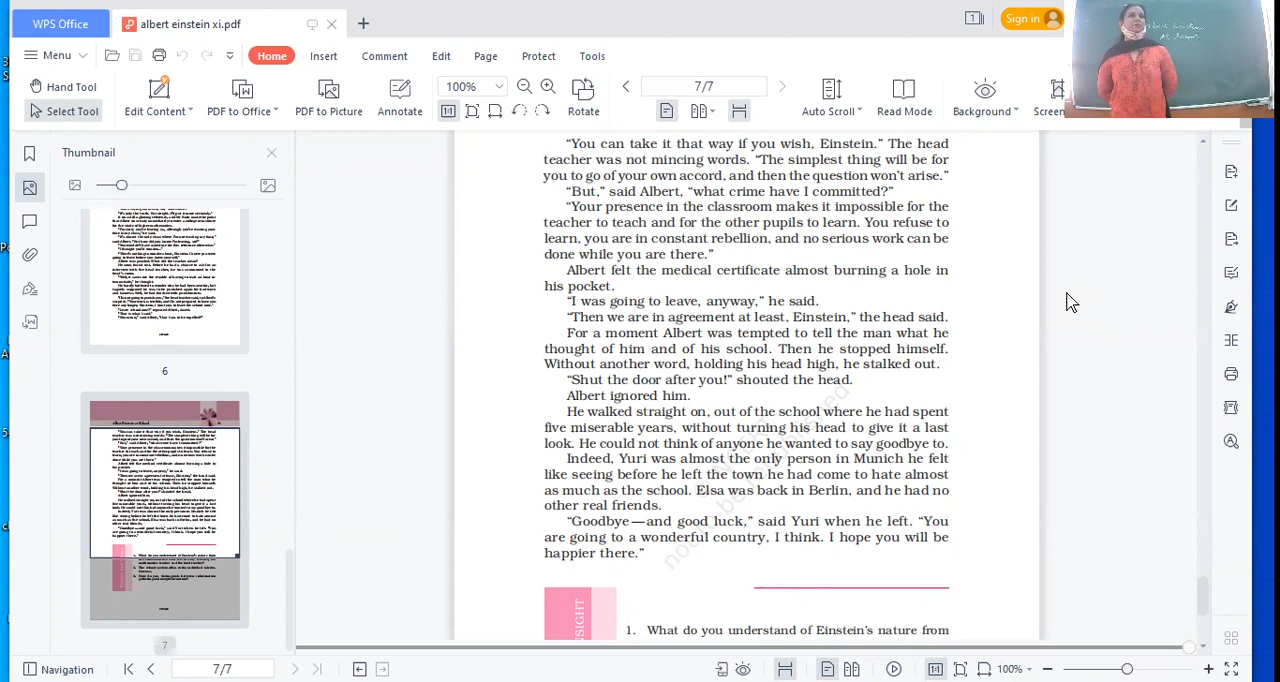 WPS Office
albert einstein xi.pdf
Sign in
Menu
Home
Insert
Comment
Edit
Page
Protect
Tools
Hand Tool
Select Tool
Edit Content
PDF to Office
PDF to Picture
Annotate
100%
Rotate
7/7
Auto Scroll
Read Mode
Background
Screen
Thumbnail
6
7
“You can take it that way if you wish, Einstein.” The head
teacher was not mincing words. “The simplest thing will be for
you to go of your own accord, and then the question won’t arise.”
“But,” said Albert, “what crime have I committed?”
“Your presence in the classroom makes it impossible for the
teacher to teach and for the other pupils to learn. You refuse to
learn, you are in constant rebellion, and no serious work can be
done while you are there.”
Albert felt the medical certificate almost burning a hole in
his pocket.
“I was going to leave, anyway,” he said.
“Then we are in agreement at least, Einstein,” the head said.
For a moment Albert was tempted to tell the man what he
thought of him and of his school. Then he stopped himself.
Without another word, holding his head high, he stalked out.
“Shut the door after you!” shouted the head.
Albert ignored him.
He walked straight on, out of the school where he had spent
five miserable years, without turning his head to give it a last
look. He could not think of anyone he wanted to say goodbye to.
Indeed, Yuri was almost the only person in Munich he felt
like seeing before he left the town he had come to hate almost
as much as the school. Elsa was back in Berlin, and he had no
other real friends.
“Goodbye — and good luck,” said Yuri when he left. “You
are going to a wonderful country, I think. I hope you will be
happier there.”
1. What do you understand of Einstein’s nature from
Navigation
7/7
100%